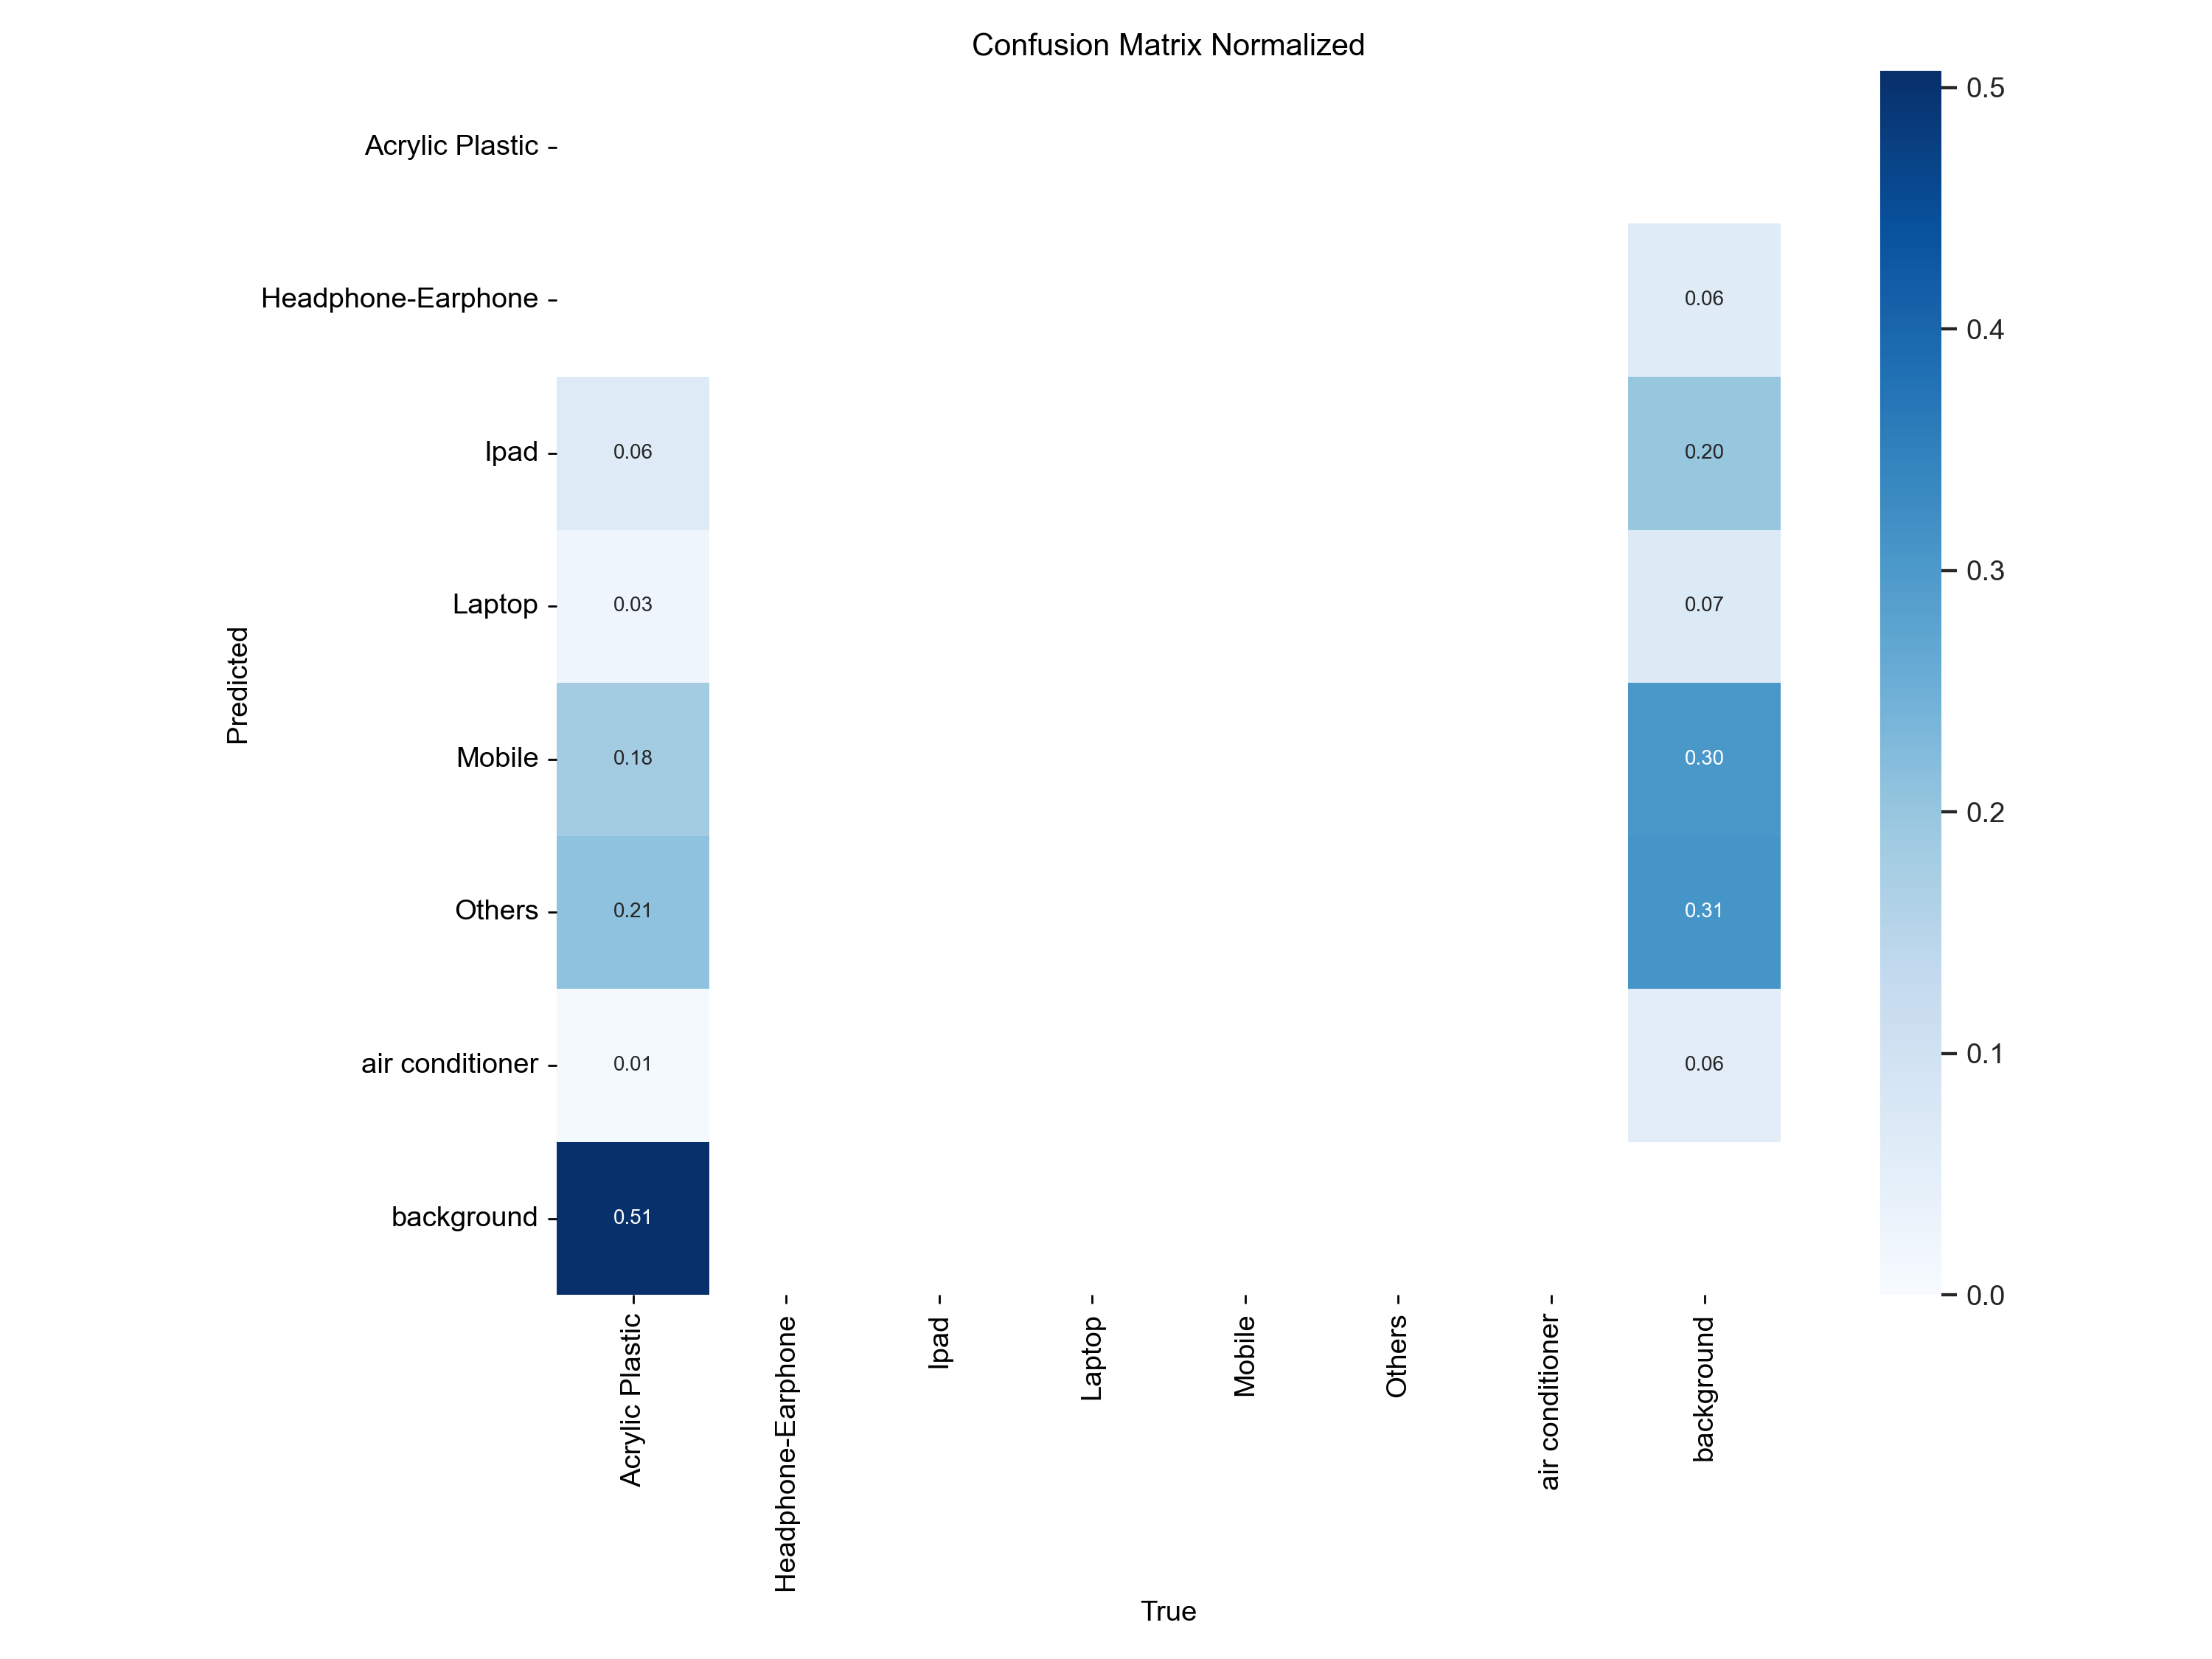 Confusion Matrix Normalized
Acrylic Plastic
Headphone-Earphone
0.06
Ipad
0.06
0.20
Laptop
0.03
0.07
Mobile
0.18
0.30
Others
0.21
0.31
air conditioner
0.01
0.06
background
0.51
Predicted
Acrylic Plastic
Headphone-Earphone
Ipad
Laptop
Mobile
Others
air conditioner
background
True
0.5
0.4
0.3
0.2
0.1
0.0